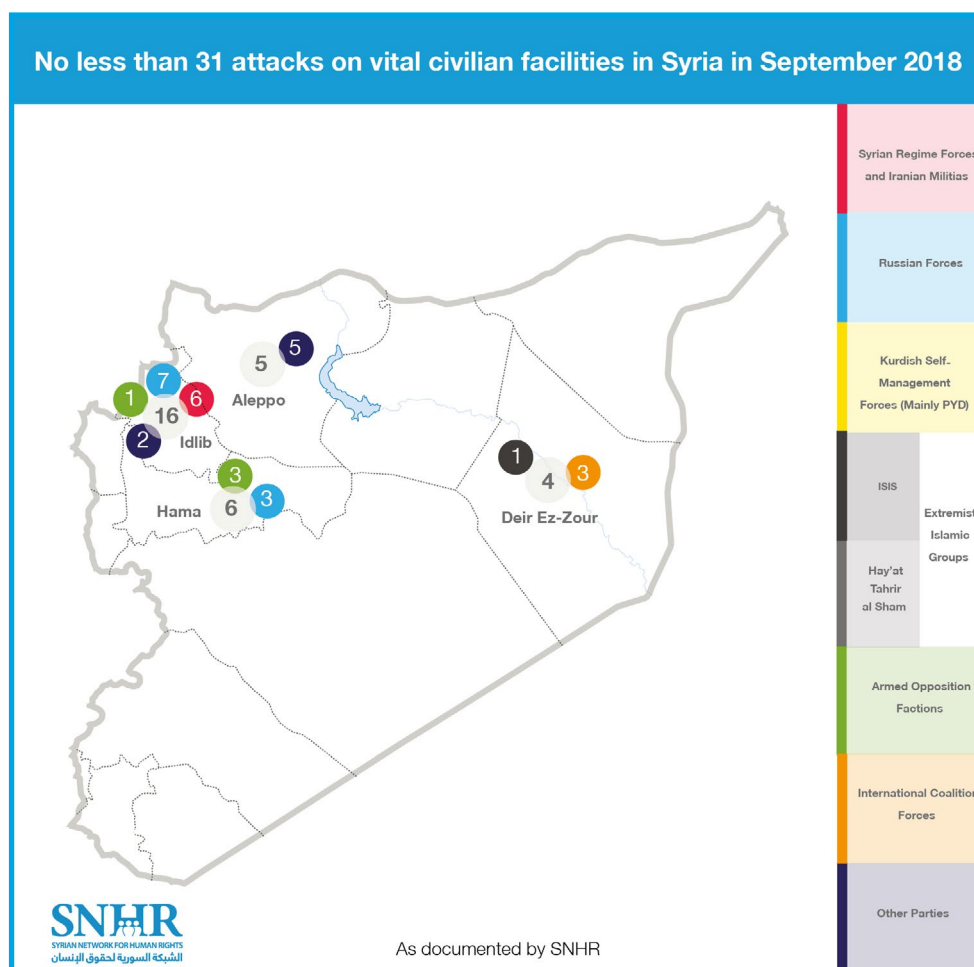 No less than 31 attacks on vital civilian facilities in Syria in September 2018
Syrian Regime Forces
and Iranian Militias
Russian Forces
Kurdish Self-
Management
Forces (Mainly PYD)
ISIS
Extremist
Islamic
Groups
Hay'at
Tahrir
al Sham
Armed Opposition
Factions
International Coalition
Forces
Other Parties
5
5
Aleppo
7
1
6
16
2
Idlib
3
3
Hama
6
1
3
4
Deir Ez-Zour
SNHR
SYRIAN NETWORK FOR HUMAN RIGHTS
الشبكة السورية لحقوق الإنسان
As documented by SNHR